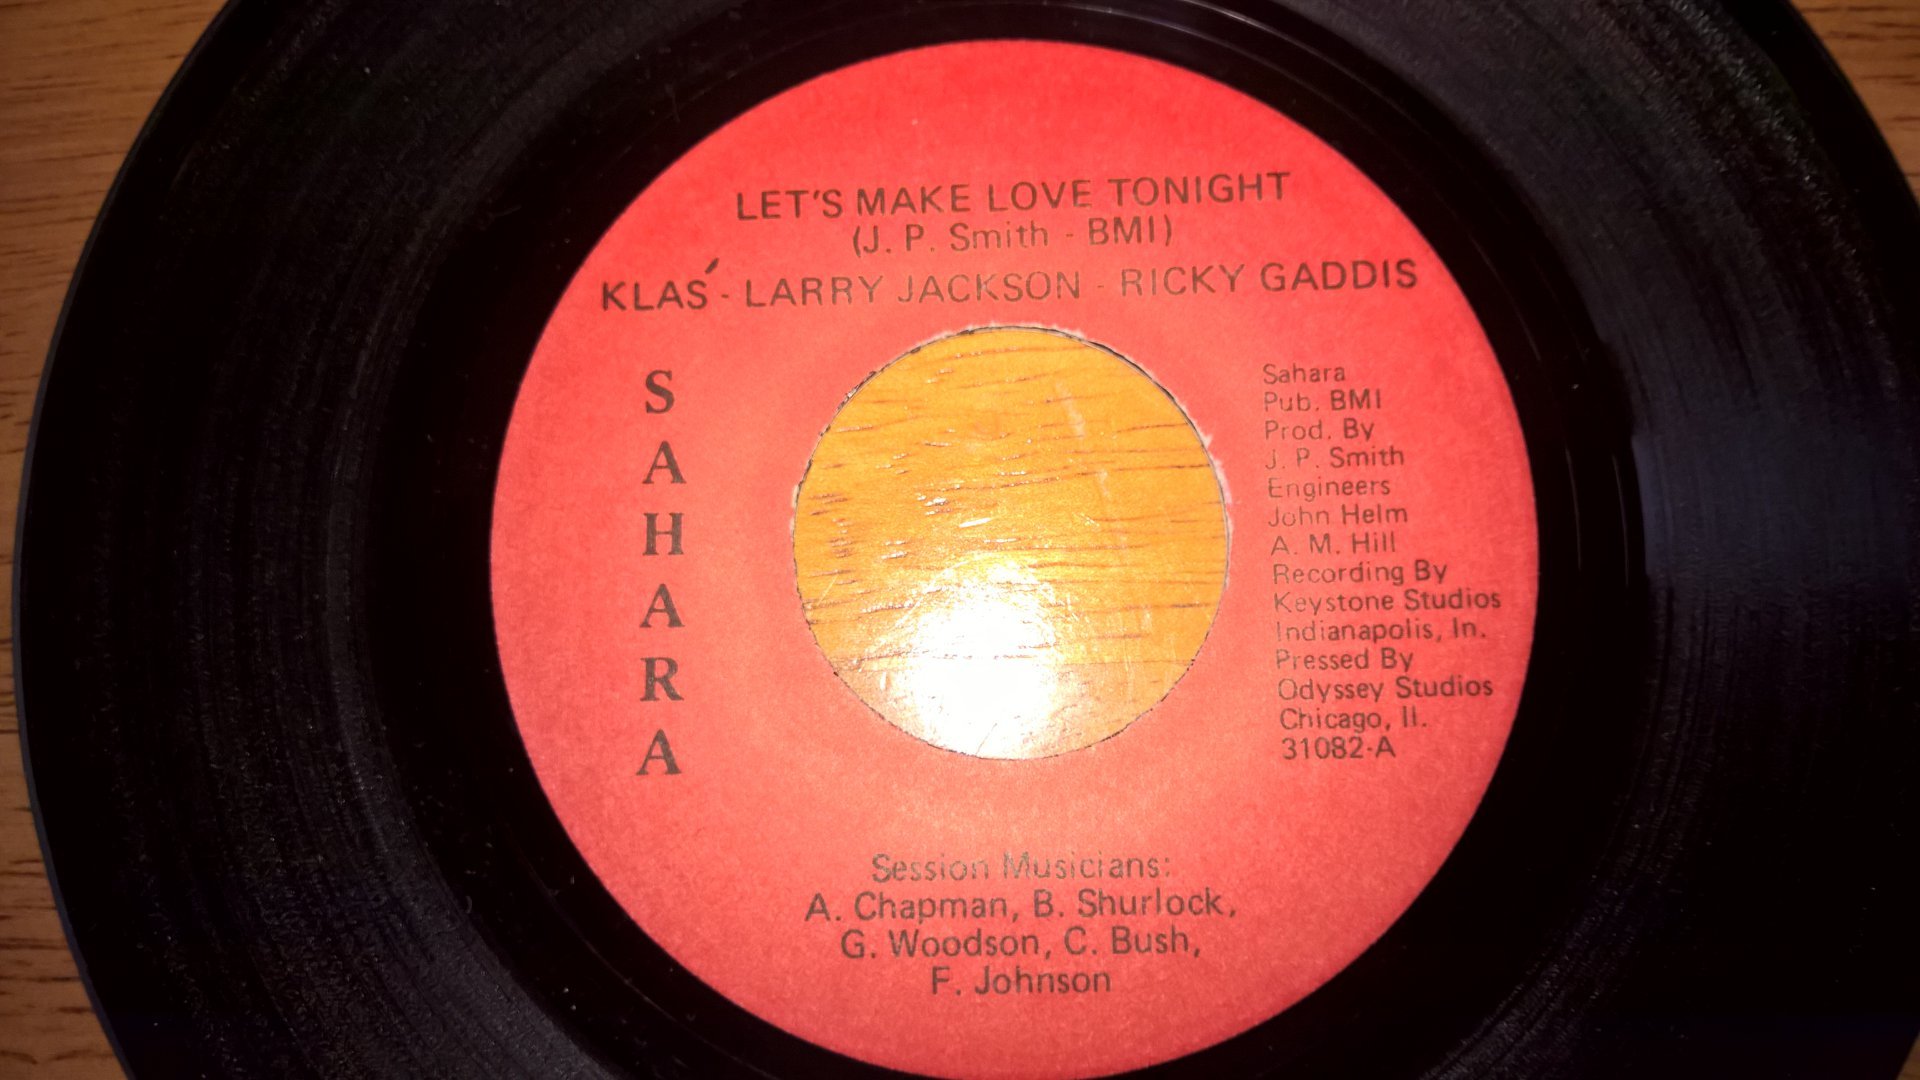 LET'S MAKE LOVE TONIGHT
(J. P. Smith - BMI)
KLAŚ - LARRY JACKSON - RICKY GADDIS
SAHARA
Sahara
Pub. BMI
Prod. By
J. P. Smith
Engineers
John Helm
A. M. Hill
Recording By
Keystone Studios
Indianapolis, In.
Pressed By
Odyssey Studios
Chicago, Il.
31082-A
Session Musicians:
A. Chapman, B. Shurlock,
G. Woodson, C. Bush,
F. Johnson